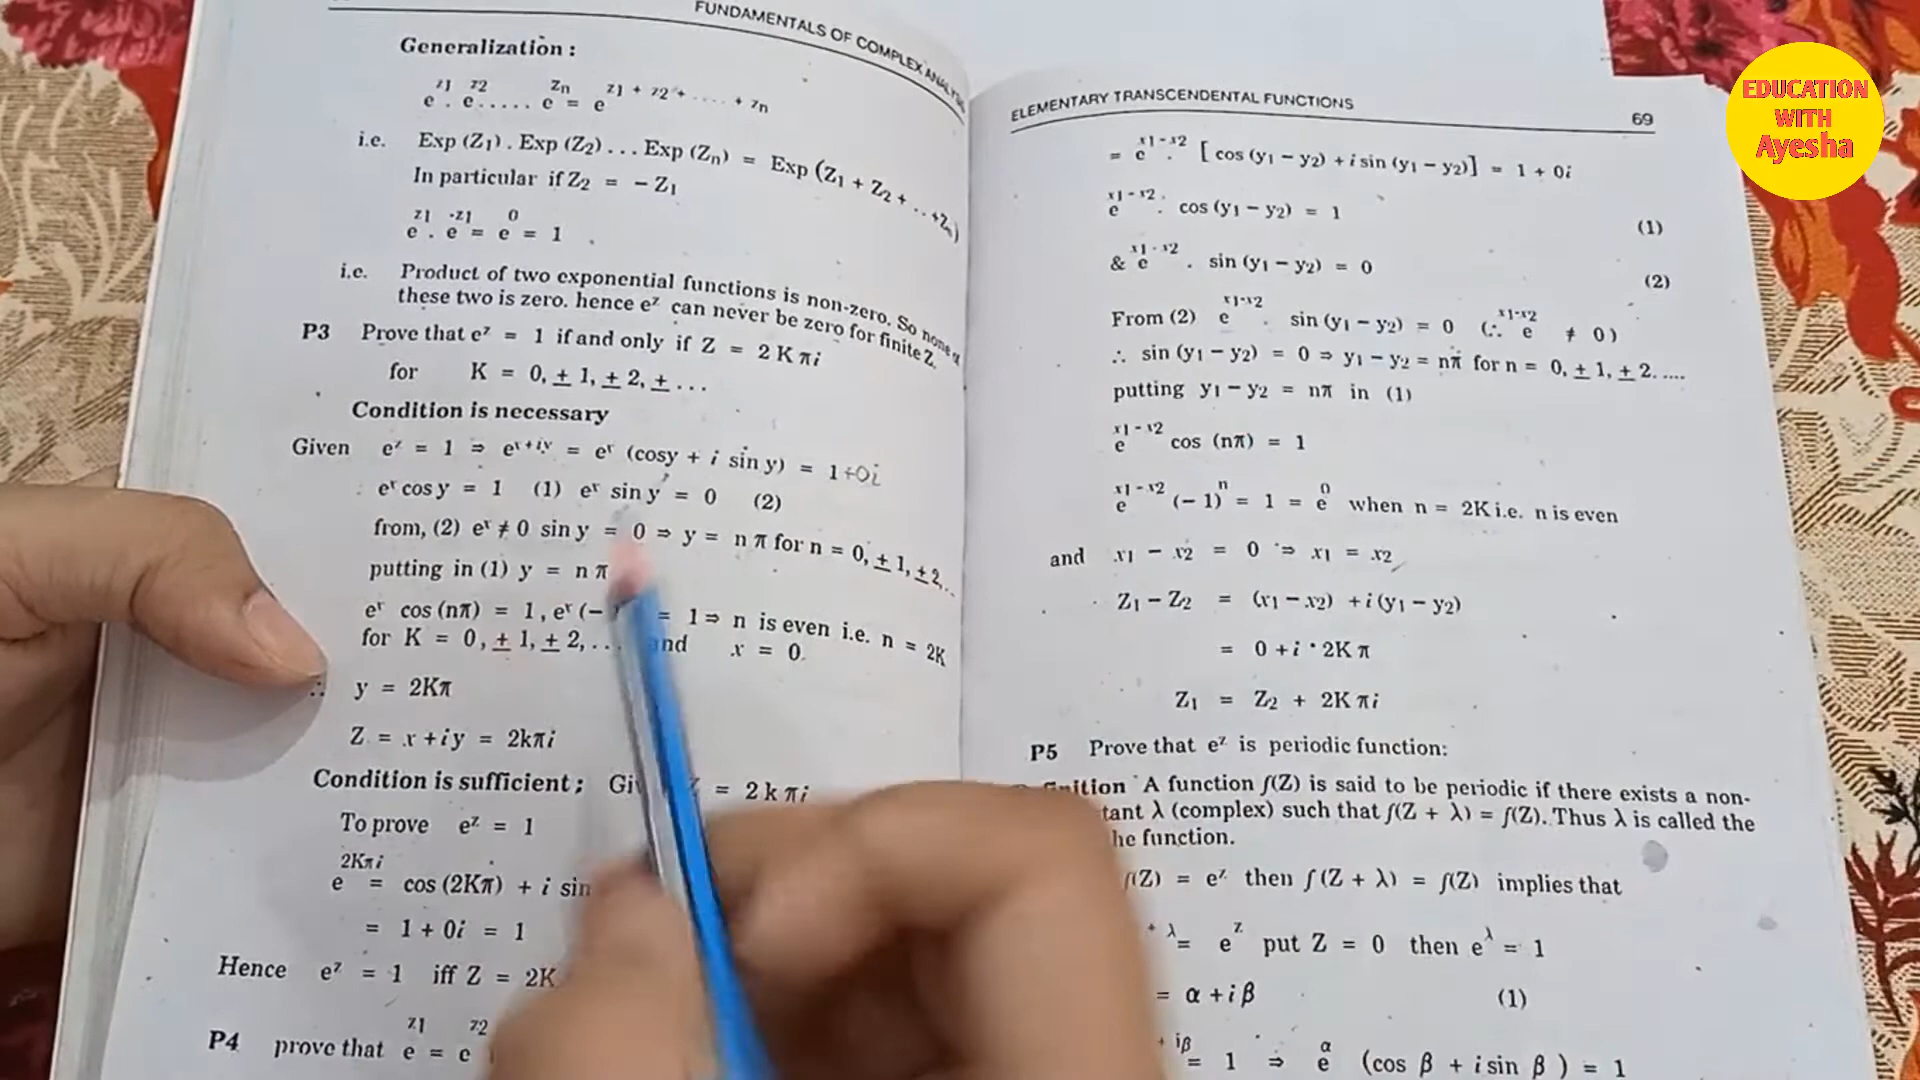 FUNDAMENTALS OF COMPLEX ANALYSIS
Generalization :
e^z1 . e^z2 ..... e^zn = e^z1 + z2 + .... + zn
i.e. Exp (Z1) . Exp (Z2) ... Exp (Zn) = Exp (Z1 + Z2 + .. +Zn)
In particular if Z2 = - Z1
e^z1 . e^-z1 = e^0 = 1
i.e. Product of two exponential functions is non-zero. So none
these two is zero. hence e^z can never be zero for finite Z.
P3 Prove that e^z = 1 if and only if Z = 2 K πi
for K = 0, ± 1, ± 2, ± ...
Condition is necessary
Given e^z = 1 ⇒ e^x+iy = e^x (cosy + i sin y) = 1+0i
e^x cos y = 1 (1) e^x sin y = 0 (2)
from, (2) e^x ≠ 0 sin y = 0 ⇒ y = n π for n = 0, ± 1, ± 2, ..
putting in (1) y = n π
e^x cos (nπ) = 1 , e^x (- = 1 ⇒ n is even i.e. n = 2K
for K = 0, ± 1, ± 2, . . . and x = 0.
∴ y = 2Kπ
Z = x + iy = 2kπi
Condition is sufficient ; = 2 k πi
To prove e^z = 1
e^2Kπi = cos (2Kπ) + i sin
= 1 + 0i = 1
Hence e^z = 1 iff Z = 2K
P4 prove that e^z1 = e^z2
ELEMENTARY TRANSCENDENTAL FUNCTIONS 69
= e^x1 - x2 . [ cos (y1 - y2) + i sin (y1 - y2)] = 1 + 0i
e^x1 - x2 . cos (y1 - y2) = 1 (1)
& e^x1 - x2 . sin (y1 - y2) = 0 (2)
From (2) e^x1-x2 . sin (y1 - y2) = 0 (∴ e^x1-x2 ≠ 0 )
∴ sin (y1 - y2) = 0 ⇒ y1 - y2 = nπ for n = 0, ± 1, ± 2. ....
putting y1 - y2 = nπ in (1)
e^x1 - x2 cos (nπ) = 1
e^x1 - x2 (- 1)^n = 1 = e^0 when n = 2K i.e. n is even
and x1 - x2 = 0 ⇒ x1 = x2
Z1 - Z2 = (x1 - x2) + i (y1 - y2)
= 0 + i · 2K π
Z1 = Z2 + 2K πi
P5 Prove that e^z is periodic function:
A function f(Z) is said to be periodic if there exists a non-
λ (complex) such that f(Z + λ) = f(Z). Thus λ is called the
function.
f(Z) = e^z then f (Z + λ) = f(Z) implies that
+ λ = e^z put Z = 0 then e^λ = 1
= α + i β (1)
+ iβ = 1 ⇒ e^α (cos β + i sin β ) = 1
EDUCATION
WITH
Ayesha